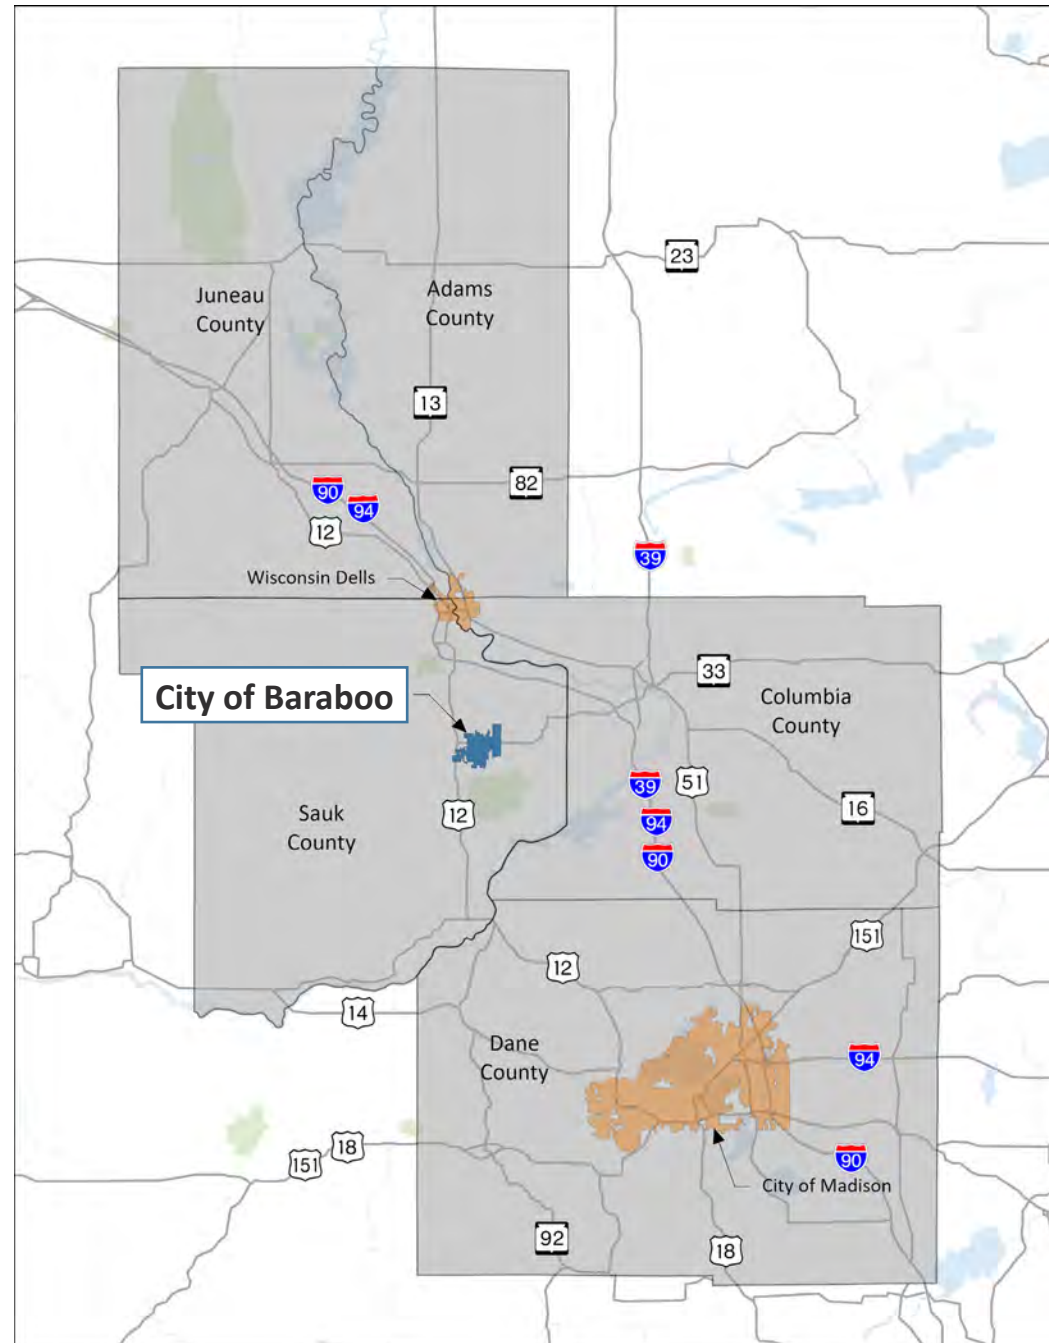 23
Juneau
County
Adams
County
13
82
90
94
12
39
Wisconsin Dells
33
City of Baraboo
Columbia
County
39
51
16
12
94
Sauk
County
90
151
12
14
Dane
County
94
18
151
90
City of Madison
92
18